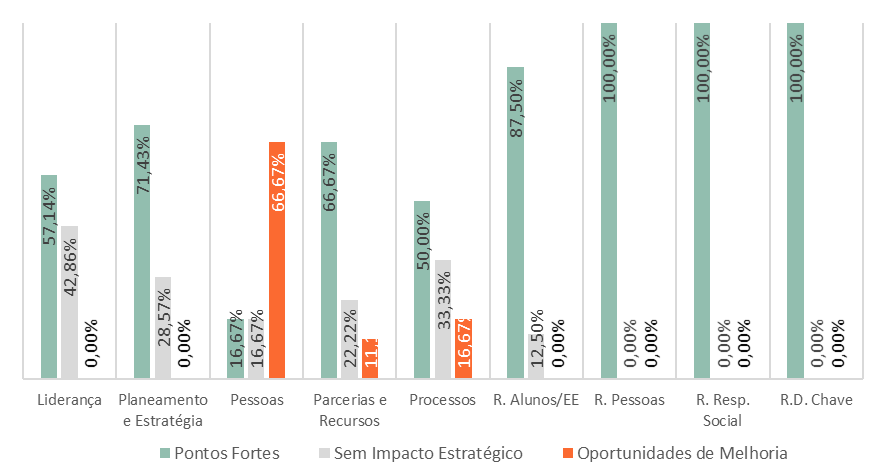 57,14%
42,86%
0,00%
71,43%
28,57%
0,00%
16,67%
16,67%
66,67%
66,67%
22,22%
50,00%
33,33%
16,67%
87,50%
12,50%
0,00%
100,00%
0,00%
0,00%
100,00%
0,00%
0,00%
100,00%
0,00%
0,00%
Liderança
Planeamento
e Estratégia
Pessoas
Parcerias e
Recursos
Processos
R. Alunos/EE
R. Pessoas
R. Resp.
Social
R.D. Chave
Pontos Fortes
Sem Impacto Estratégico
Oportunidades de Melhoria